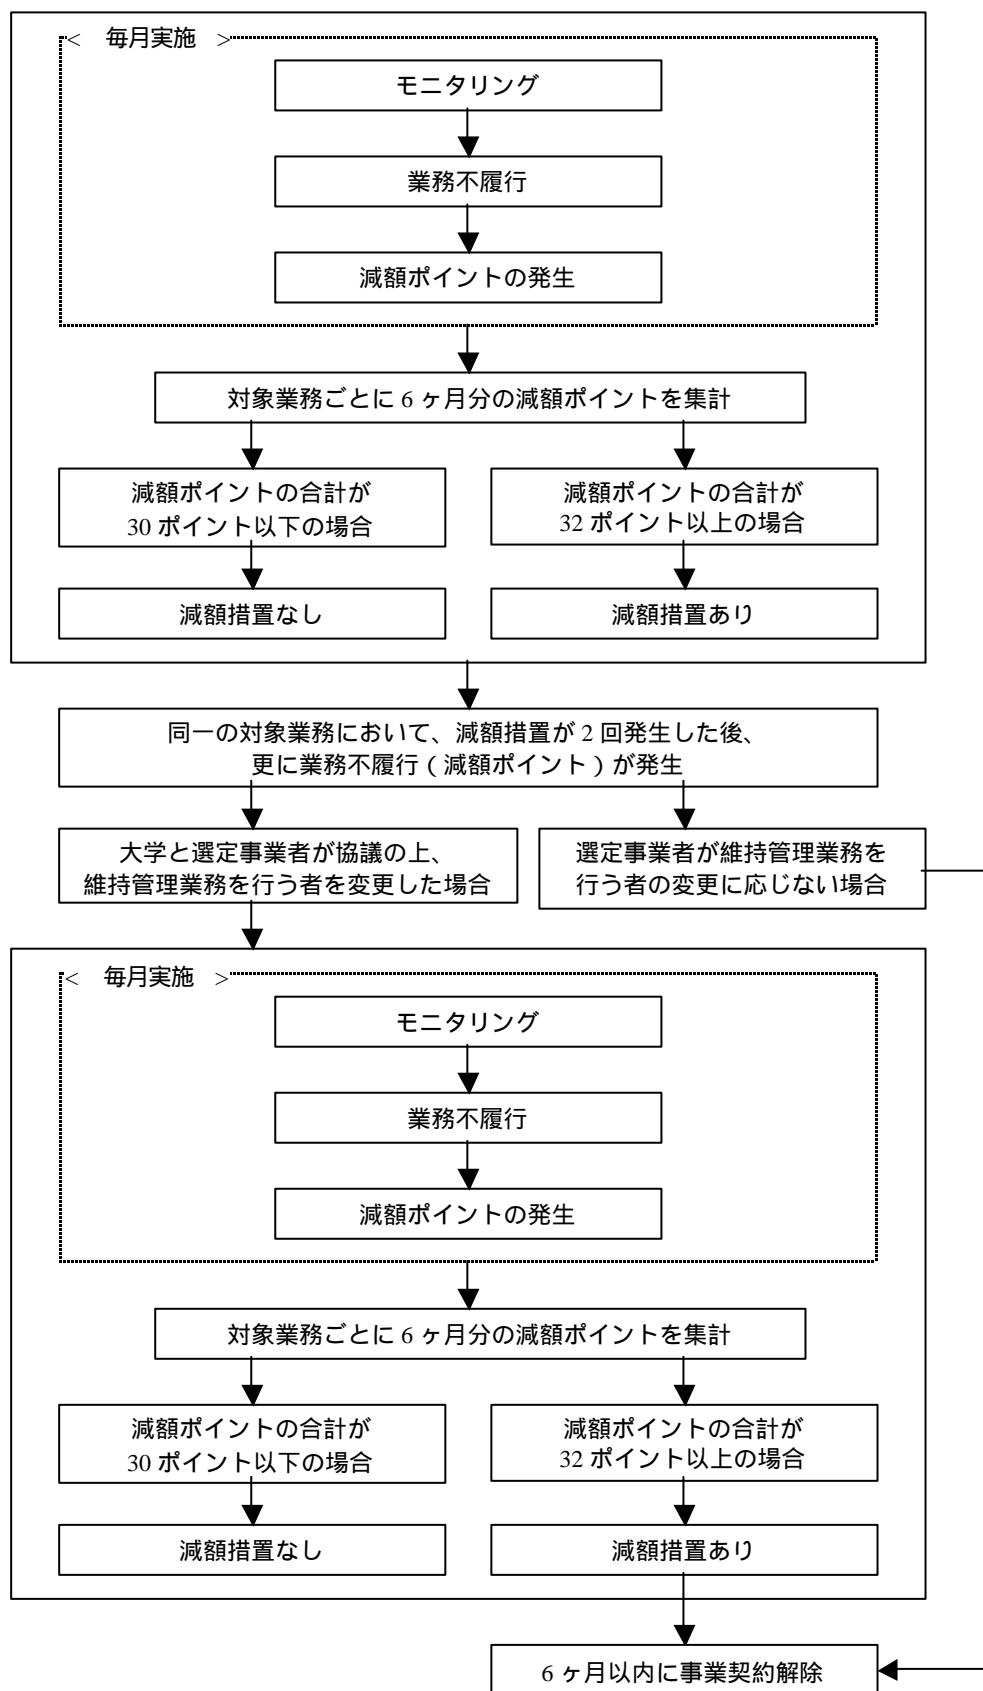 < 毎月実施 >
モニタリング
業務不履行
減額ポイントの発生
対象業務ごとに 6 ヶ月分の減額ポイントを集計
減額ポイントの合計が
30 ポイント以下の場合
減額ポイントの合計が
32 ポイント以上の場合
減額措置なし
減額措置あり
同一の対象業務において、減額措置が 2 回発生した後、
更に業務不履行 ( 減額ポイント ) が発生
大学と選定事業者が協議の上、
維持管理業務を行う者を変更した場合
選定事業者が維持管理業務を
行う者の変更に応じない場合
< 毎月実施 >
モニタリング
業務不履行
減額ポイントの発生
対象業務ごとに 6 ヶ月分の減額ポイントを集計
減額ポイントの合計が
30 ポイント以下の場合
減額ポイントの合計が
32 ポイント以上の場合
減額措置なし
減額措置あり
6 ヶ月以内に事業契約解除